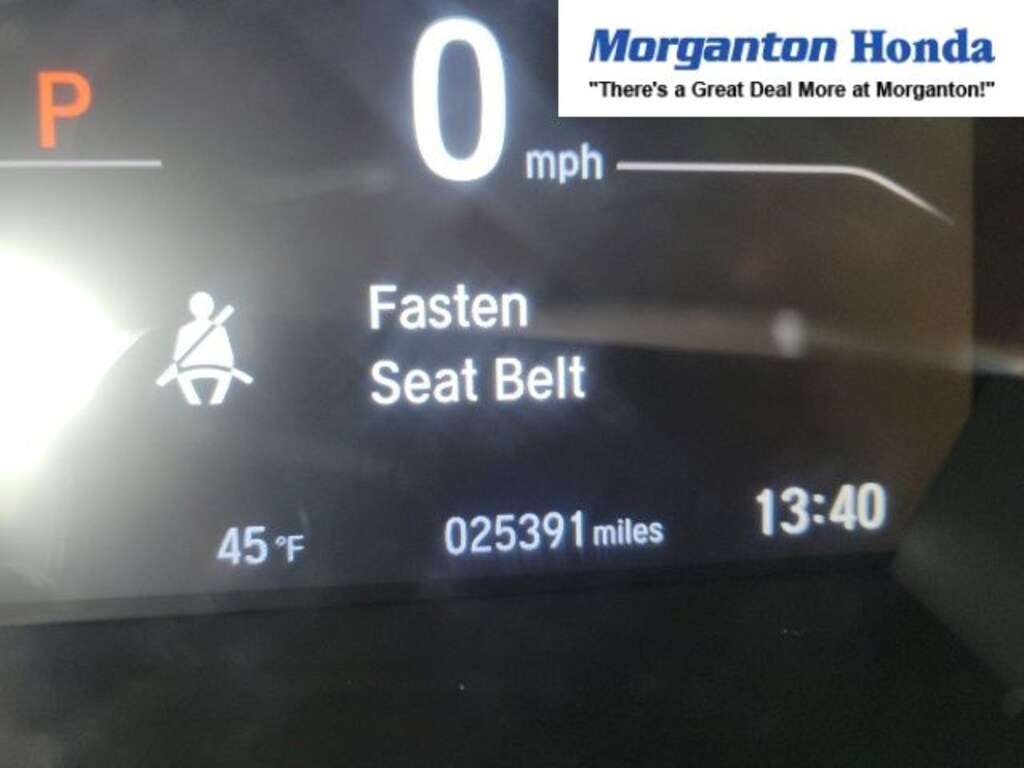 Morganton Honda
"There's a Great Deal More at Morganton!"
P
0 mph
Fasten
Seat Belt
45 °F
025391 miles
13:40